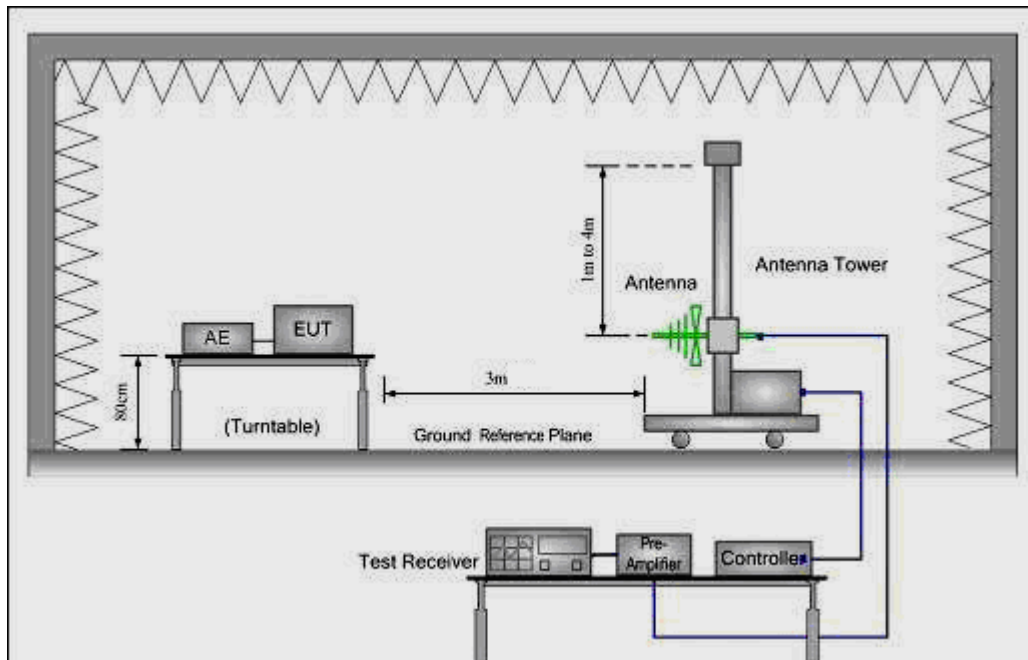 1m to 4m
Antenna
Antenna Tower
AE
EUT
80cm
3m
(Turntable)
Ground Reference Plane
Test Receiver
Pre-
Amplifier
Controller